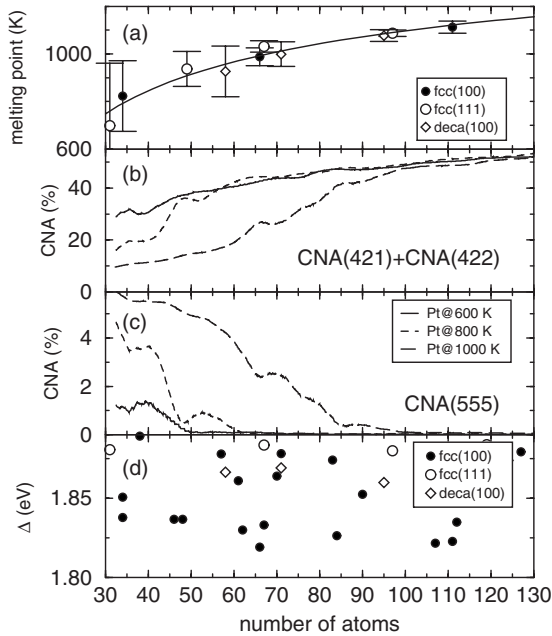 (a)
melting point (K)
1000
600
fcc(100)
fcc(111)
deca(100)
(b)
CNA (%)
40
20
0
CNA(421)+CNA(422)
(c)
CNA (%)
4
2
0
Pt@600 K
Pt@800 K
Pt@1000 K
CNA(555)
(d)
Δ (eV)
1.85
1.80
fcc(100)
fcc(111)
deca(100)
30 40 50 60 70 80 90 100 110 120 130
number of atoms